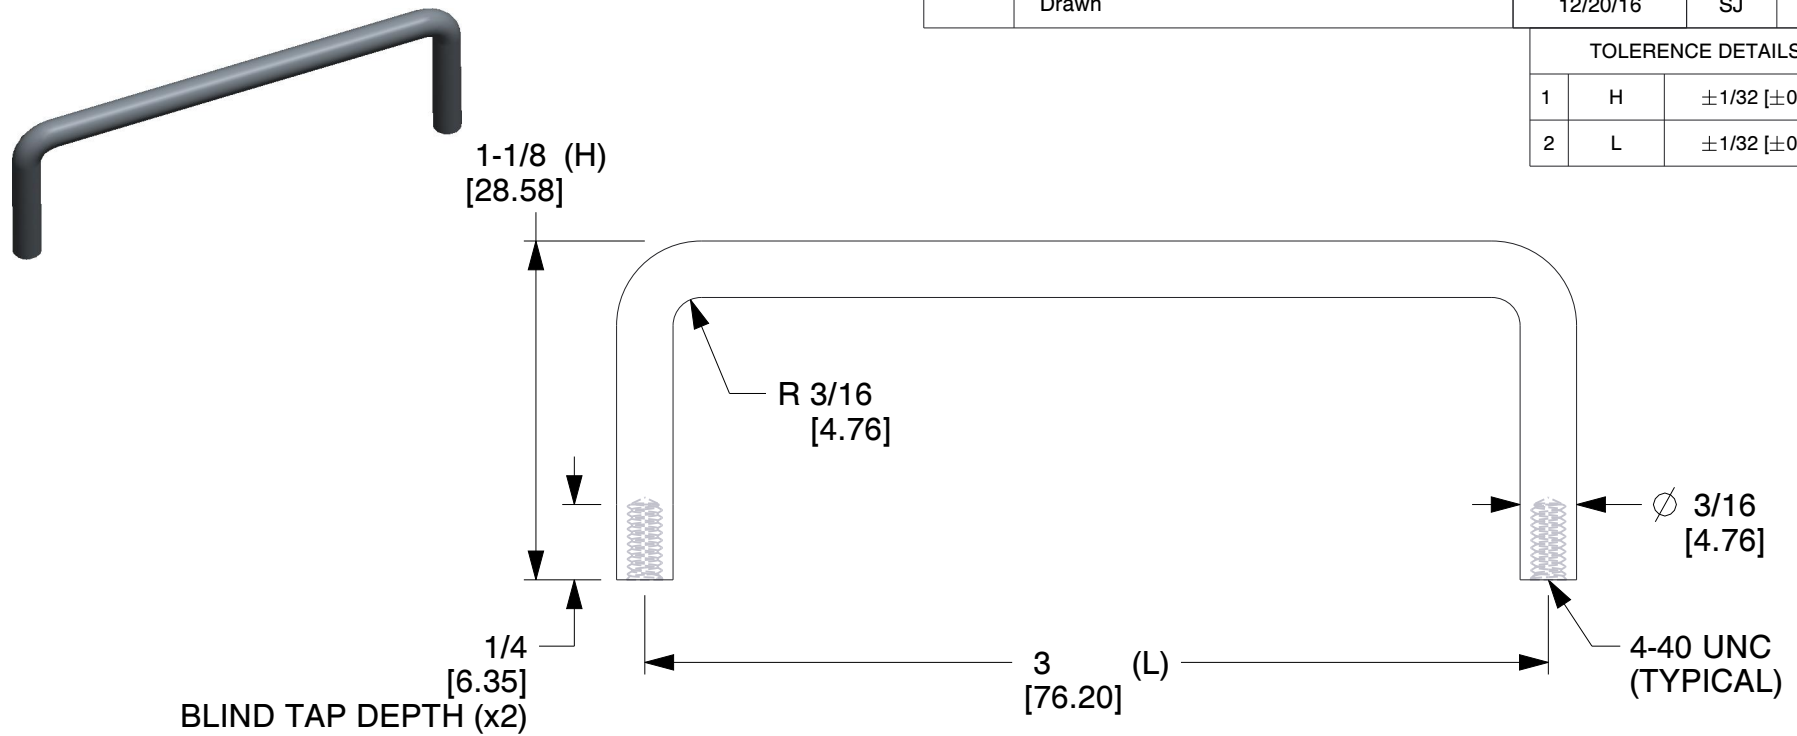 Drawn 12/20/16 SJ
TOLERENCE DETAILS
1 H ±1/32 [±0
2 L ±1/32 [±0
1-1/8 (H)
[28.58]
R 3/16
[4.76]
⌀ 3/16
[4.76]
1/4
[6.35]
BLIND TAP DEPTH (x2)
3 (L)
[76.20]
4-40 UNC
(TYPICAL)